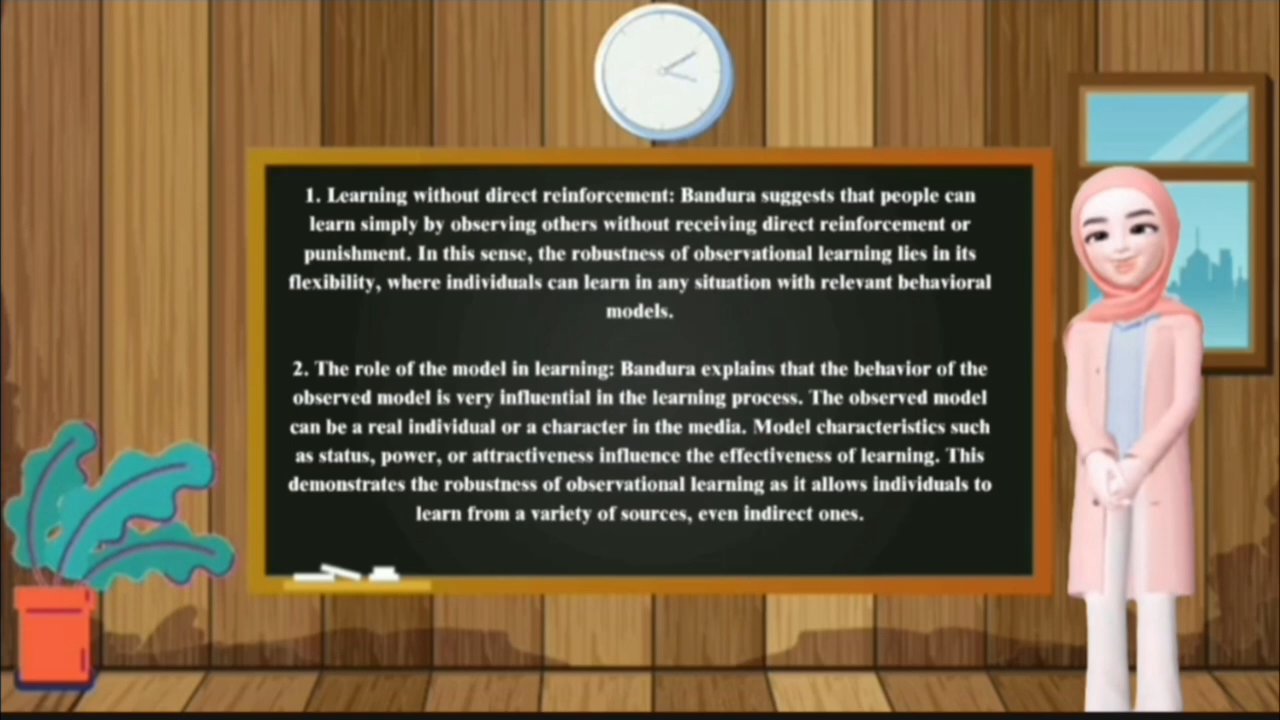 1. Learning without direct reinforcement: Bandura suggests that people can
learn simply by observing others without receiving direct reinforcement or
punishment. In this sense, the robustness of observational learning lies in its
flexibility, where individuals can learn in any situation with relevant behavioral
models.
2. The role of the model in learning: Bandura explains that the behavior of the
observed model is very influential in the learning process. The observed model
can be a real individual or a character in the media. Model characteristics such
as status, power, or attractiveness influence the effectiveness of learning. This
demonstrates the robustness of observational learning as it allows individuals to
learn from a variety of sources, even indirect ones.